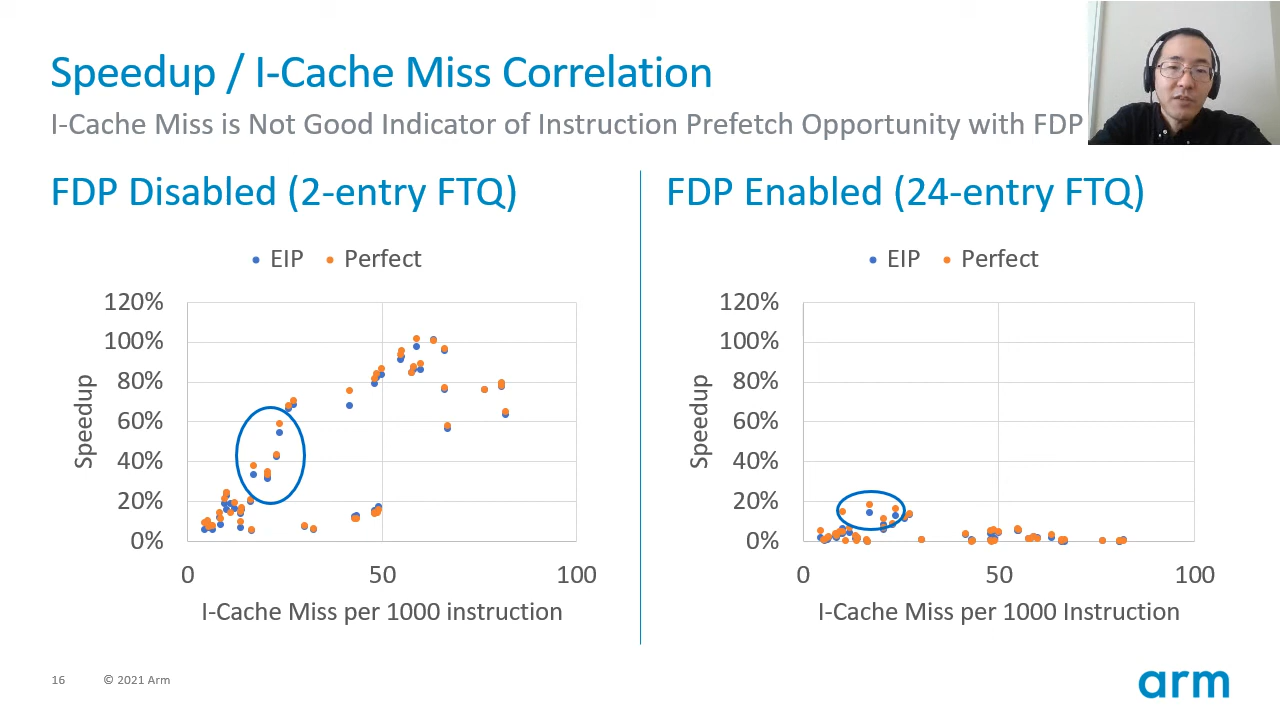 Speedup / I-Cache Miss Correlation
I-Cache Miss is Not Good Indicator of Instruction Prefetch Opportunity with FDP
FDP Disabled (2-entry FTQ)
EIP Perfect
120%
100%
80%
60%
40%
20%
0%
Speedup
0 50 100
I-Cache Miss per 1000 instruction
FDP Enabled (24-entry FTQ)
EIP Perfect
120%
100%
80%
60%
40%
20%
0%
Speedup
0 50 100
I-Cache Miss per 1000 Instruction
16 © 2021 Arm
arm